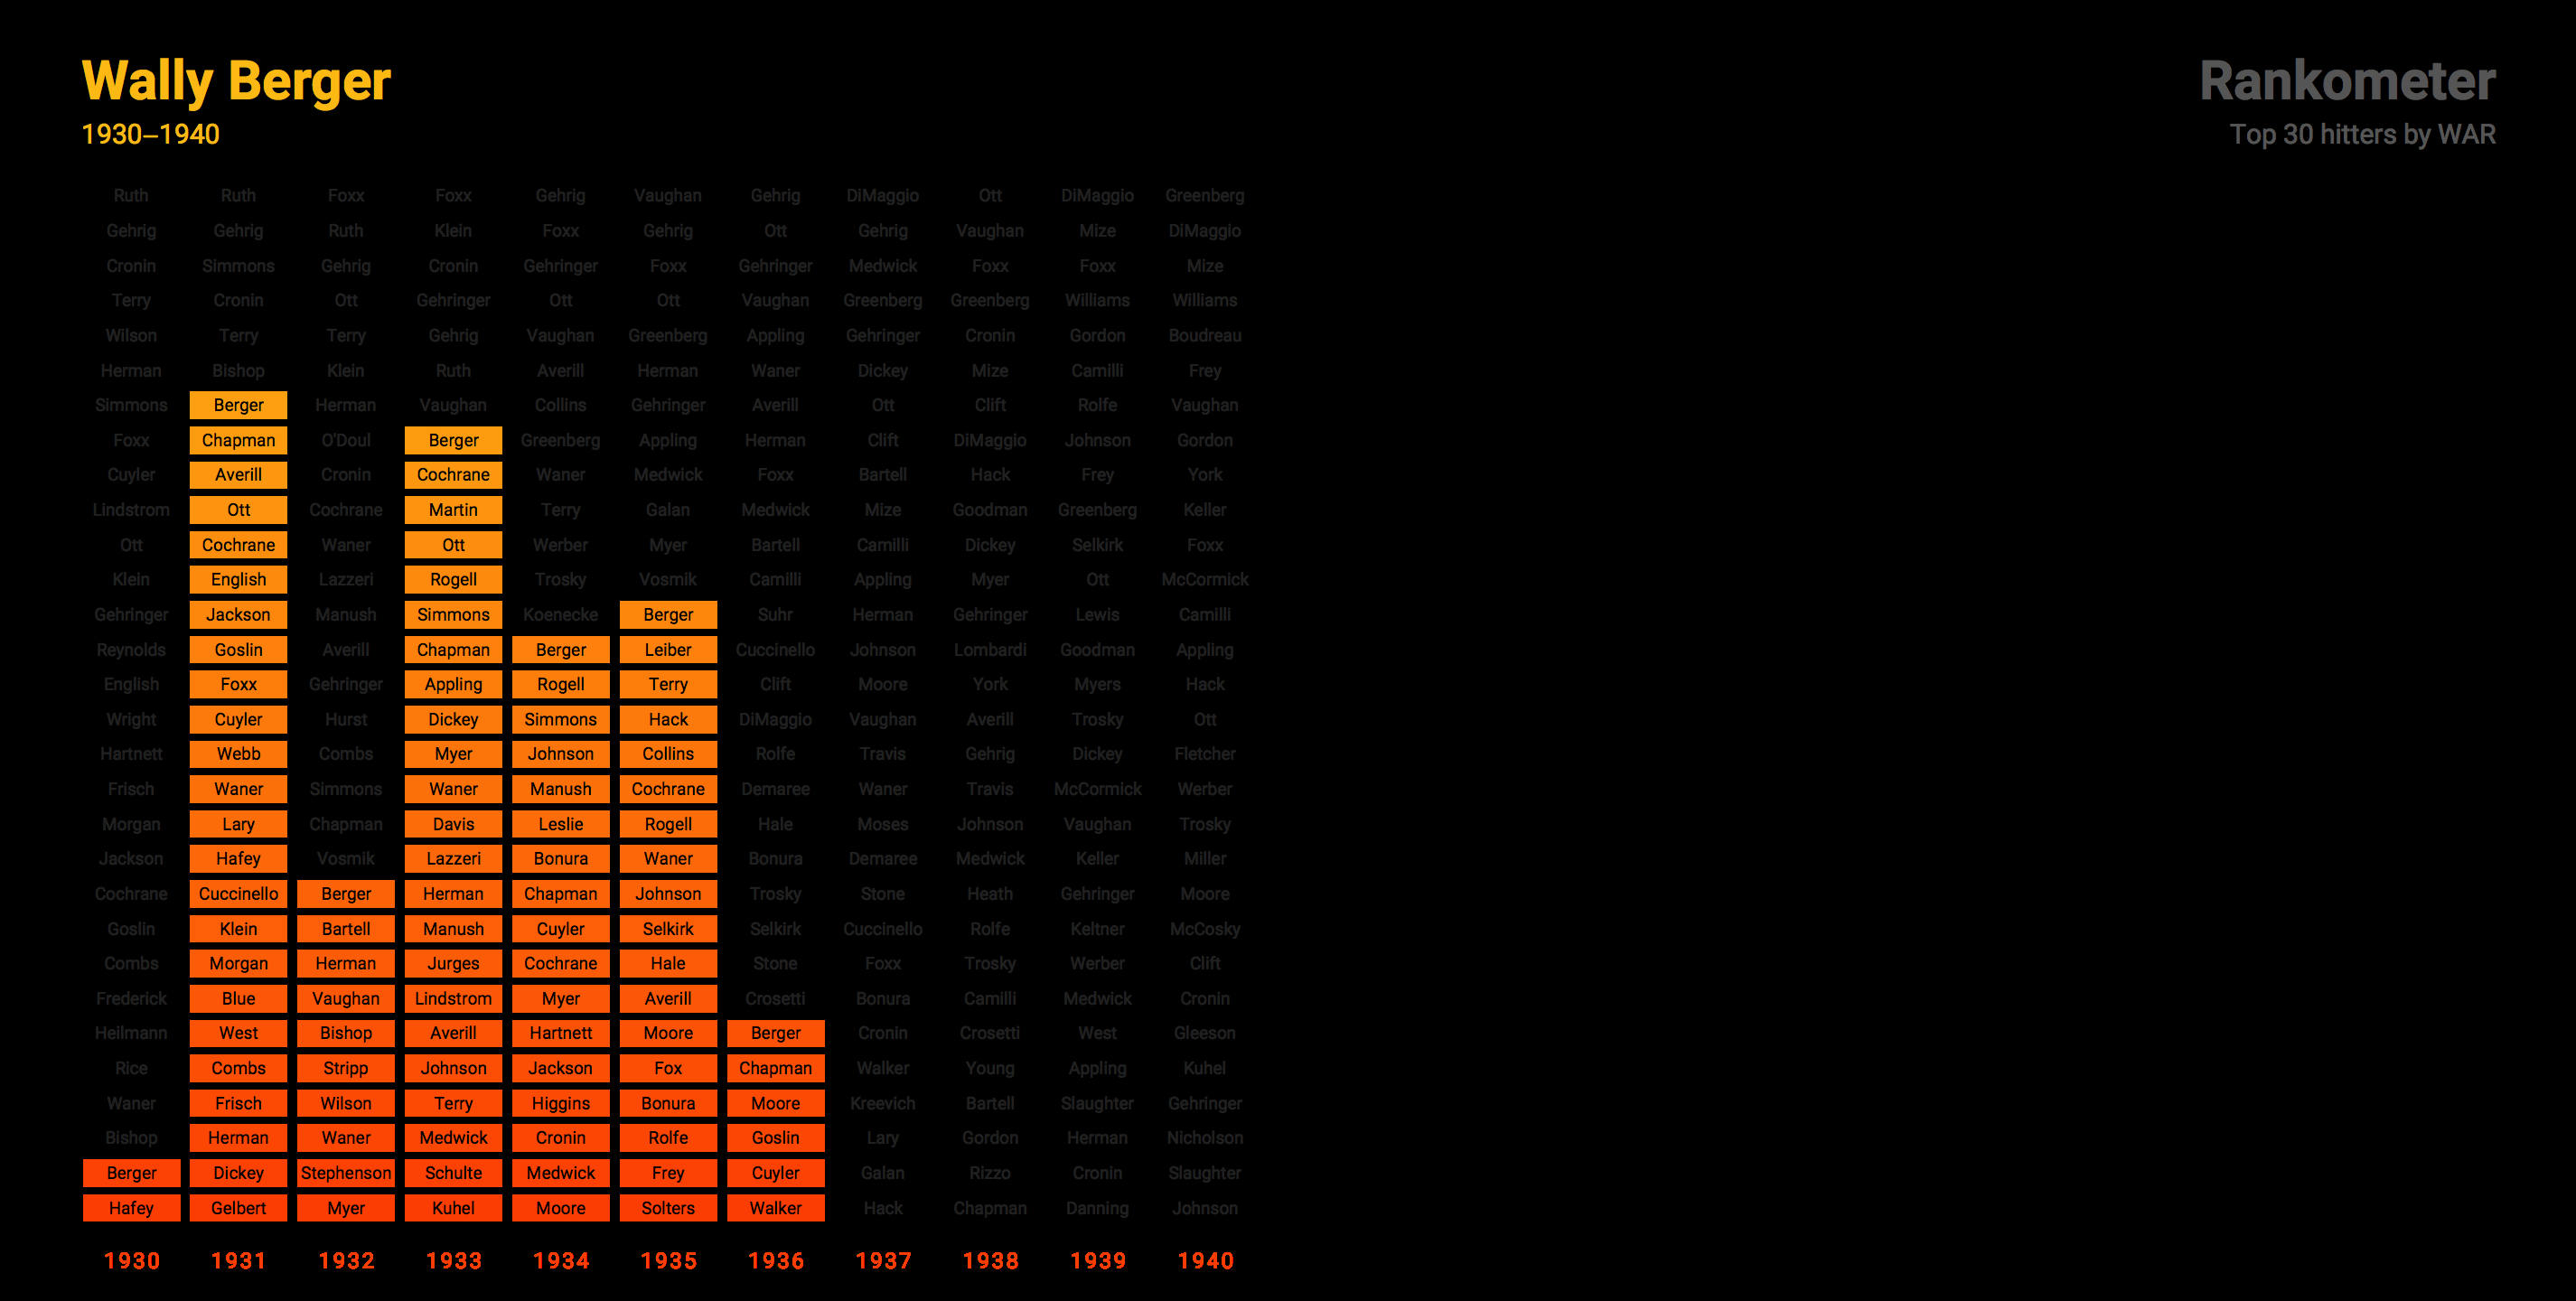 Wally Berger
1930–1940
Rankometer
Top 30 hitters by WAR
Ruth Ruth Foxx Foxx Gehrig Vaughan Gehrig DiMaggio Ott DiMaggio Greenberg
Gehrig Gehrig Ruth Klein Foxx Gehrig Ott Gehrig Vaughan Mize DiMaggio
Cronin Simmons Gehrig Cronin Gehringer Foxx Gehringer Medwick Foxx Foxx Mize
Terry Cronin Ott Gehringer Ott Ott Vaughan Greenberg Greenberg Williams Williams
Wilson Terry Terry Gehrig Vaughan Greenberg Appling Gehringer Cronin Gordon Boudreau
Herman Bishop Klein Ruth Averill Herman Waner Dickey Mize Camilli Frey
Simmons Berger Herman Vaughan Collins Gehringer Averill Ott Clift Rolfe Vaughan
Foxx Chapman O'Doul Berger Greenberg Appling Herman Clift DiMaggio Johnson Gordon
Cuyler Averill Cronin Cochrane Waner Medwick Foxx Bartell Hack Frey York
Lindstrom Ott Cochrane Martin Terry Galan Medwick Mize Goodman Greenberg Keller
Ott Cochrane Waner Ott Werber Myer Bartell Camilli Dickey Selkirk Foxx
Klein English Lazzeri Rogell Trosky Vosmik Camilli Appling Myer Ott McCormick
Gehringer Jackson Manush Simmons Koenecke Berger Suhr Herman Gehringer Lewis Camilli
Reynolds Goslin Averill Chapman Berger Leiber Cuccinello Johnson Lombardi Goodman Appling
English Foxx Gehringer Appling Rogell Terry Clift Moore York Myers Hack
Wright Cuyler Hurst Dickey Simmons Hack DiMaggio Vaughan Averill Trosky Ott
Hartnett Webb Combs Myer Johnson Collins Rolfe Travis Gehrig Dickey Fletcher
Frisch Waner Simmons Waner Manush Cochrane Demaree Waner Travis McCormick Werber
Morgan Lary Chapman Davis Leslie Rogell Hale Moses Johnson Vaughan Trosky
Jackson Hafey Vosmik Lazzeri Bonura Waner Bonura Demaree Medwick Keller Miller
Cochrane Cuccinello Berger Herman Chapman Johnson Trosky Stone Heath Gehringer Moore
Goslin Klein Bartell Manush Cuyler Selkirk Selkirk Cuccinello Rolfe Keltner McCosky
Combs Morgan Herman Jurges Cochrane Hale Stone Foxx Trosky Werber Clift
Frederick Blue Vaughan Lindstrom Myer Averill Crosetti Bonura Camilli Medwick Cronin
Heilmann West Bishop Averill Hartnett Moore Berger Cronin Crosetti West Gleeson
Rice Combs Stripp Johnson Jackson Fox Chapman Walker Young Appling Kuhel
Waner Frisch Wilson Terry Higgins Bonura Moore Kreevich Bartell Slaughter Gehringer
Bishop Herman Waner Medwick Cronin Rolfe Goslin Lary Gordon Herman Nicholson
Berger Dickey Stephenson Schulte Medwick Frey Cuyler Galan Rizzo Cronin Slaughter
Hafey Gelbert Myer Kuhel Moore Solters Walker Hack Chapman Danning Johnson
1930 1931 1932 1933 1934 1935 1936 1937 1938 1939 1940